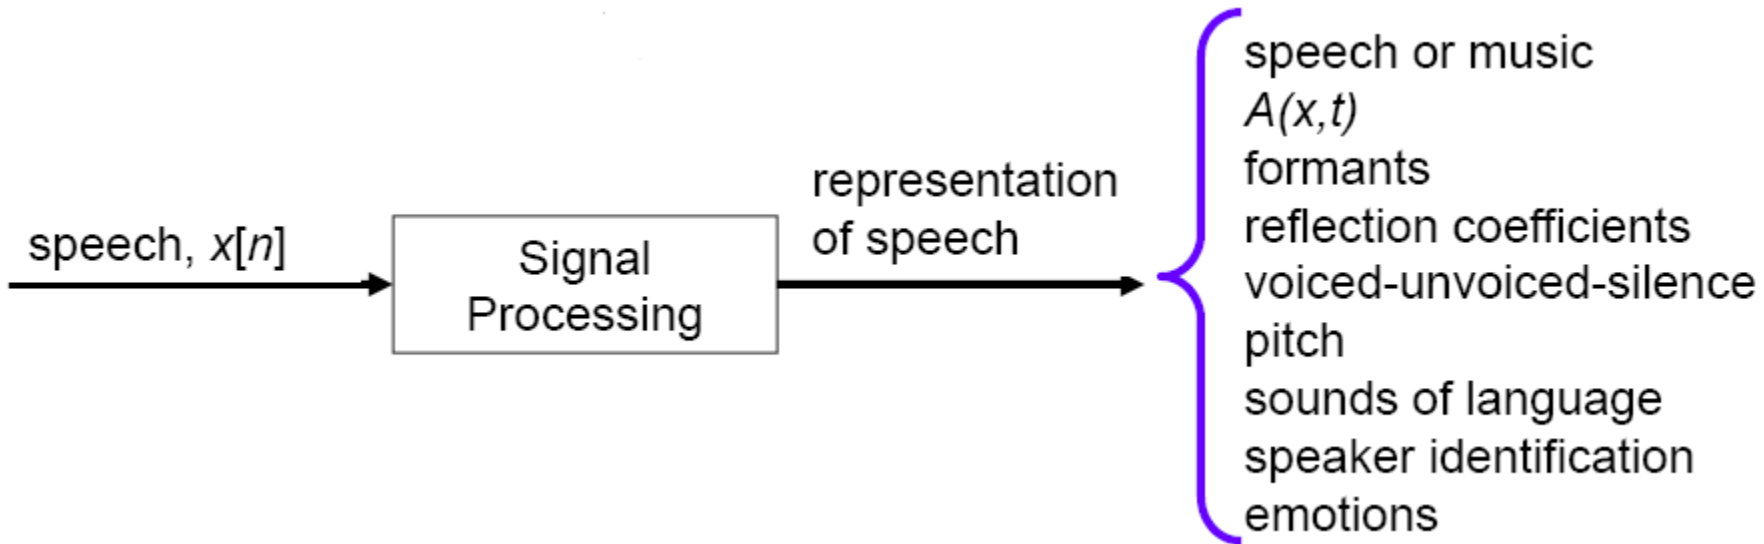 speech, x[n]
Signal
Processing
representation
of speech
speech or music
A(x,t)
formants
reflection coefficients
voiced-unvoiced-silence
pitch
sounds of language
speaker identification
emotions